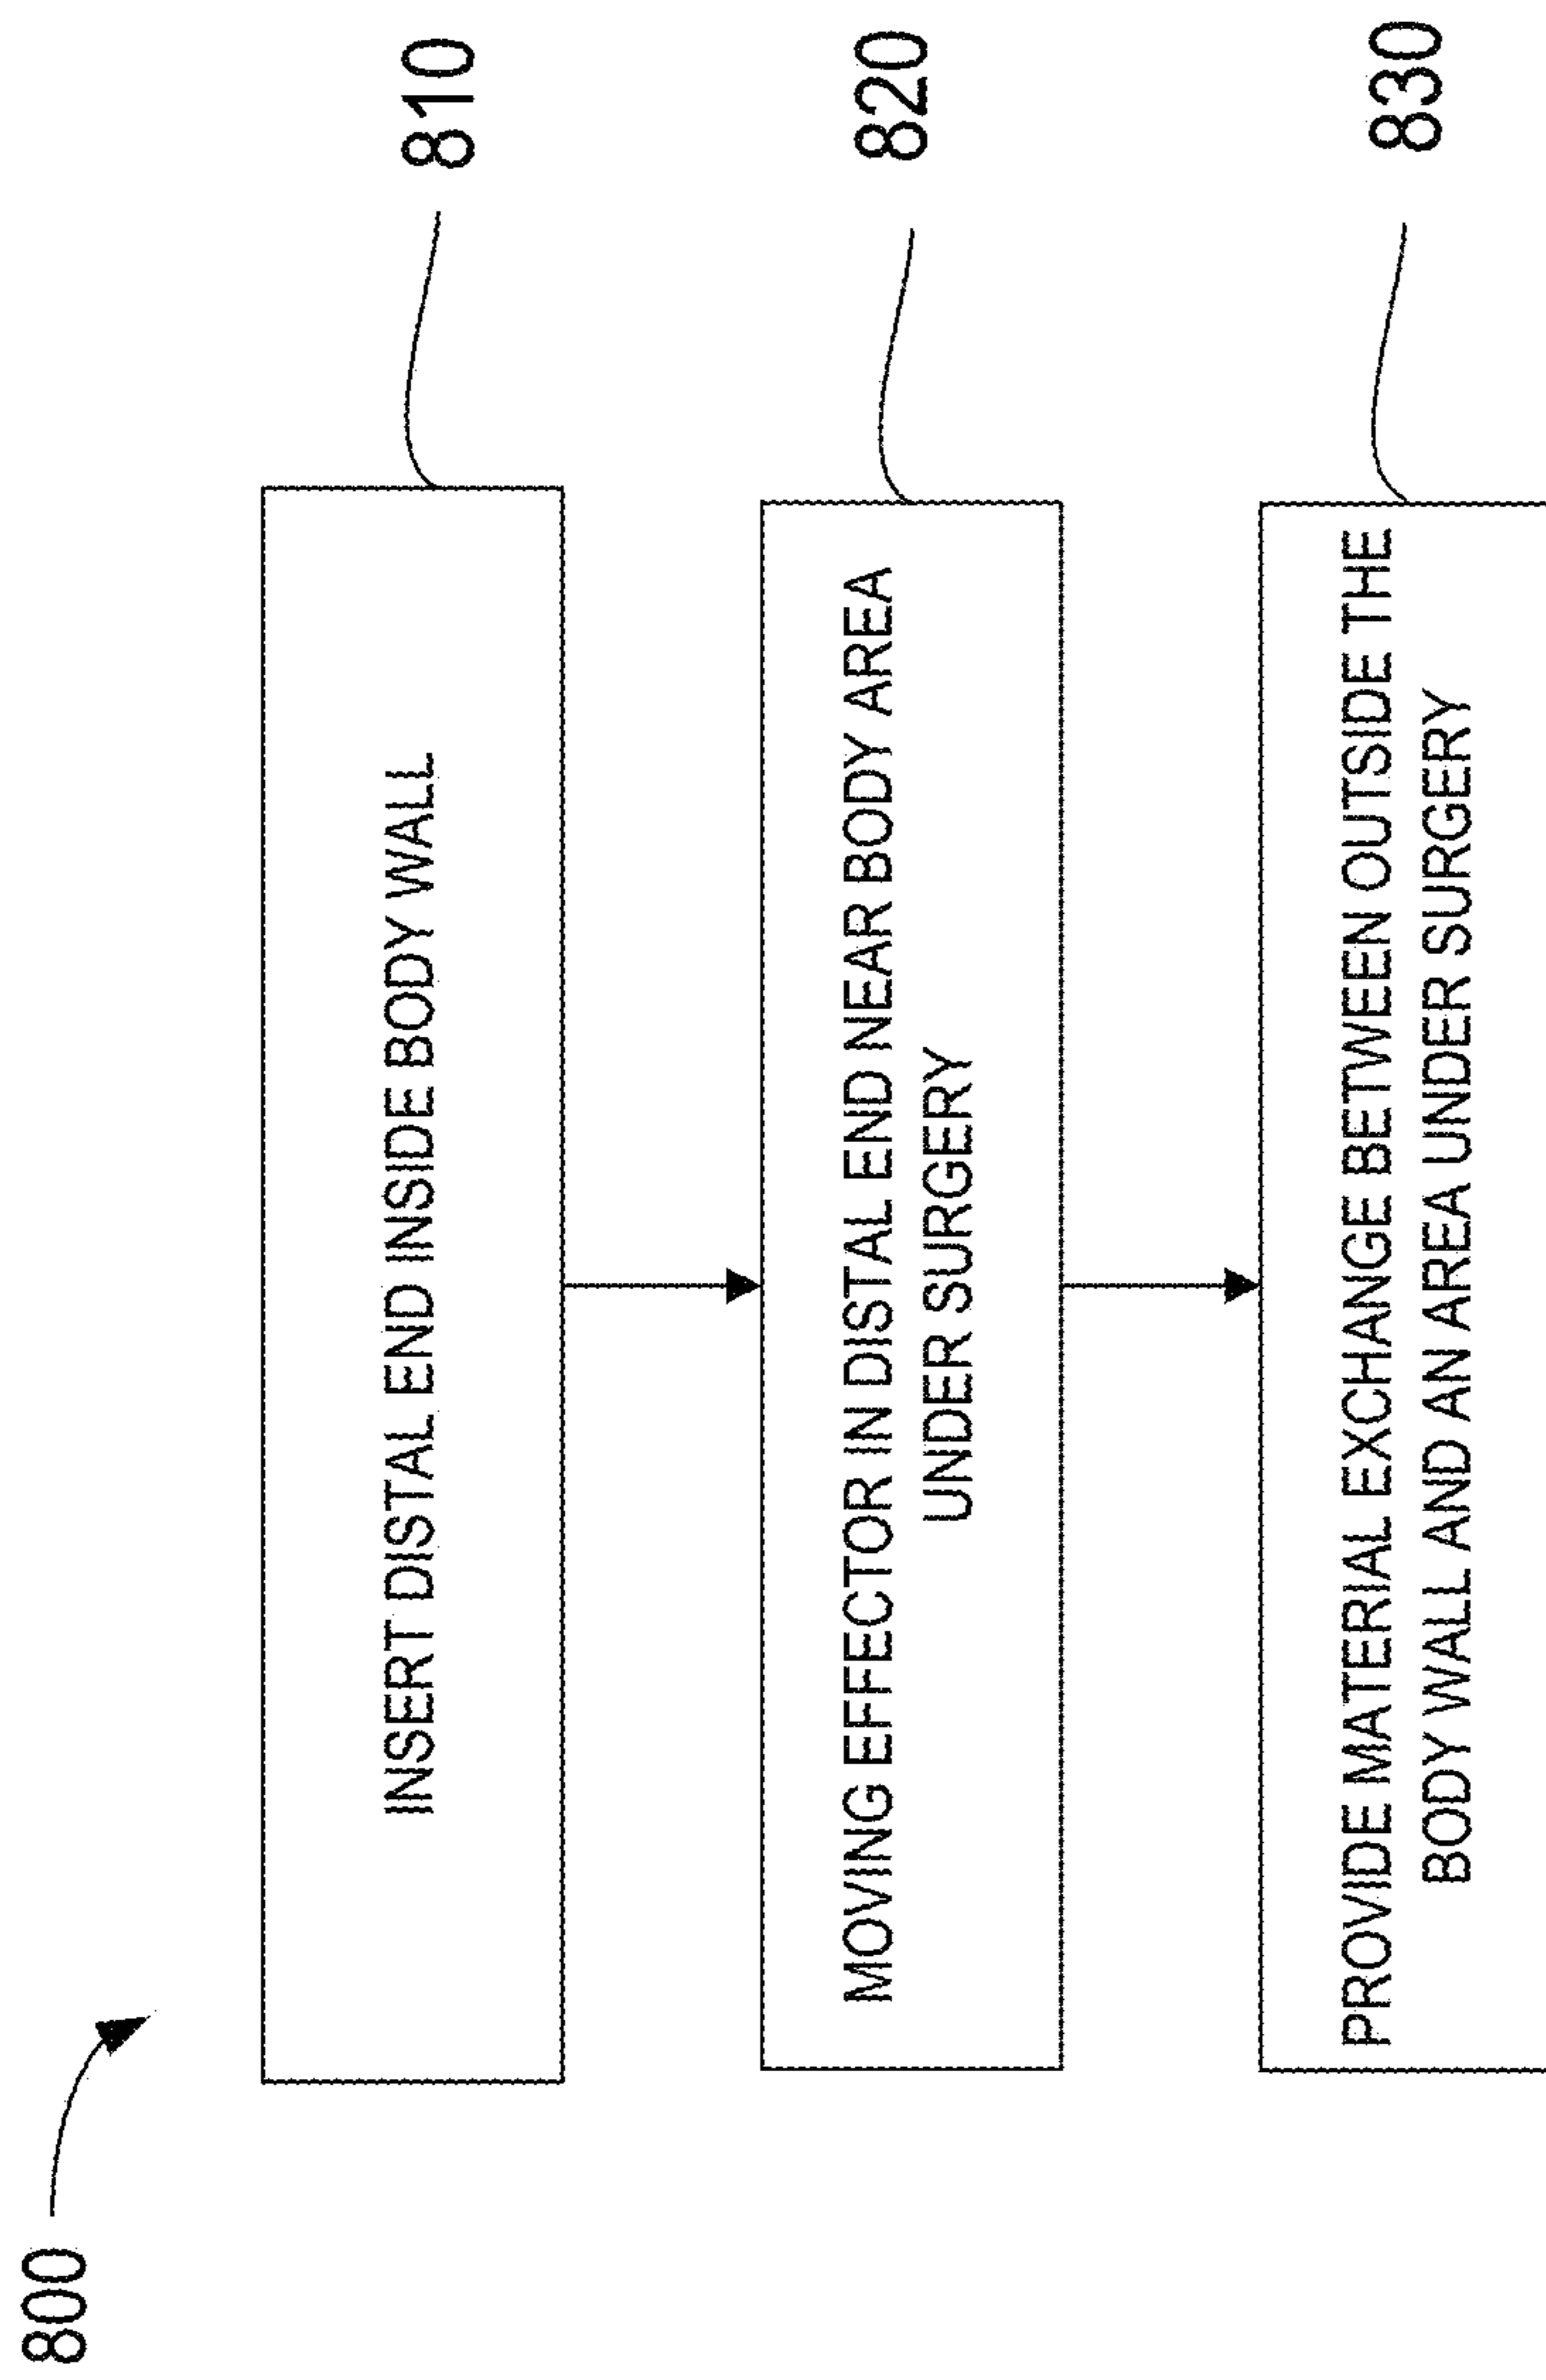 800
INSERT DISTAL END INSIDE BODY WALL
810
MOVING EFFECTOR IN DISTAL END NEAR BODY AREA
UNDER SURGERY
820
PROVIDE MATERIAL EXCHANGE BETWEEN OUTSIDE THE
BODY WALL AND AN AREA UNDER SURGERY
830